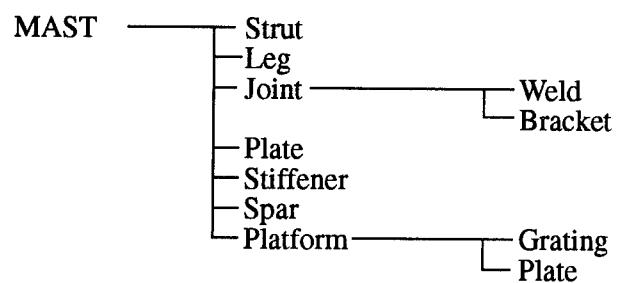 MAST Strut
Leg
Joint Weld
Bracket
Plate
Stiffener
Spar
Platform Grating
Plate